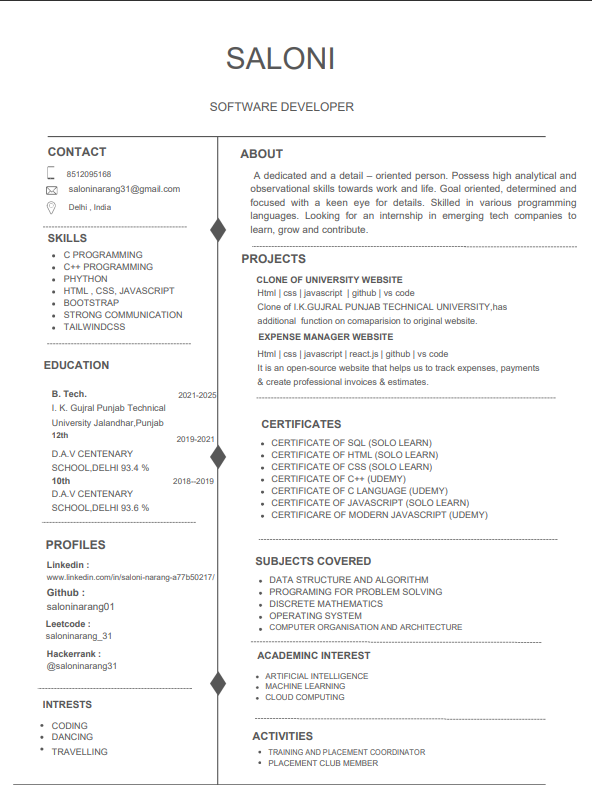 SALONI
SOFTWARE DEVELOPER
CONTACT
8512095168
saloninarang31@gmail.com
Delhi , India
SKILLS
C PROGRAMMING
C++ PROGRAMMING
PHYTHON
HTML , CSS, JAVASCRIPT
BOOTSTRAP
STRONG COMMUNICATION
TAILWINDCSS
EDUCATION
B. Tech. 2021-2025
I. K. Gujral Punjab Technical
University Jalandhar,Punjab
12th 2019-2021
D.A.V CENTENARY
SCHOOL,DELHI 93.4 %
10th 2018--2019
D.A.V CENTENARY
SCHOOL,DELHI 93.6 %
PROFILES
Linkedin :
www.linkedin.com/in/saloni-narang-a77b50217/
Github :
saloninarang01
Leetcode :
saloninarang_31
Hackerrank :
@saloninarang31
INTRESTS
CODING
DANCING
TRAVELLING
ABOUT
A dedicated and a detail – oriented person. Possess high analytical and
observational skills towards work and life. Goal oriented, determined and
focused with a keen eye for details. Skilled in various programming
languages. Looking for an internship in emerging tech companies to
learn, grow and contribute.
PROJECTS
CLONE OF UNIVERSITY WEBSITE
Html | css | javascript | github | vs code
Clone of I.K.GUJRAL PUNJAB TECHNICAL UNIVERSITY,has
additional function on comaparision to original website.
EXPENSE MANAGER WEBSITE
Html | css | javascript | react.js | github | vs code
It is an open-source website that helps us to track expenses, payments
& create professional invoices & estimates.
CERTIFICATES
CERTIFICATE OF SQL (SOLO LEARN)
CERTIFICATE OF HTML (SOLO LEARN)
CERTIFICATE OF CSS (SOLO LEARN)
CERTIFICATE OF C++ (UDEMY)
CERTIFICATE OF C LANGUAGE (UDEMY)
CERTIFICATE OF JAVASCRIPT (SOLO LEARN)
CERTIFICARE OF MODERN JAVASCRIPT (UDEMY)
SUBJECTS COVERED
DATA STRUCTURE AND ALGORITHM
PROGRAMING FOR PROBLEM SOLVING
DISCRETE MATHEMATICS
OPERATING SYSTEM
COMPUTER ORGANISATION AND ARCHITECTURE
ACADEMINC INTEREST
ARTIFICIAL INTELLIGENCE
MACHINE LEARNING
CLOUD COMPUTING
ACTIVITIES
TRAINING AND PLACEMENT COORDINATOR
PLACEMENT CLUB MEMBER